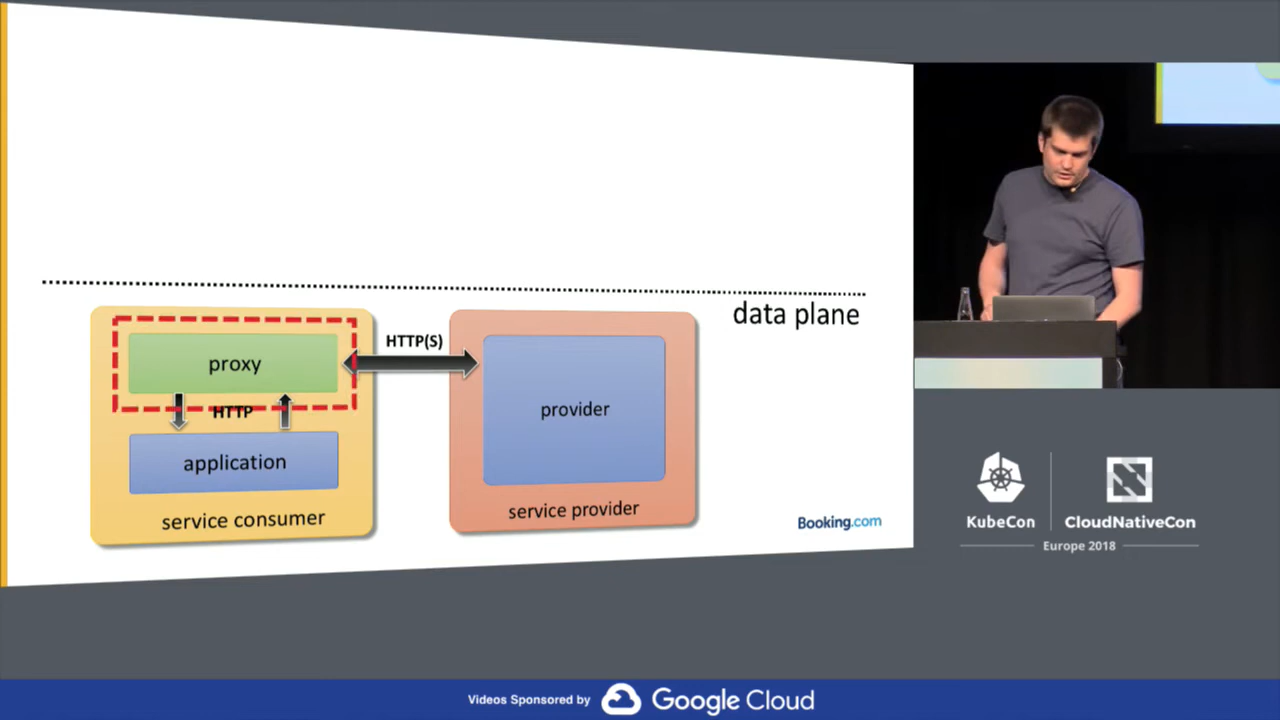 data plane
proxy
HTTP
application
service consumer
HTTP(S)
provider
service provider
Booking.com
KubeCon
CloudNativeCon
Europe 2018
Videos Sponsored by
Google Cloud